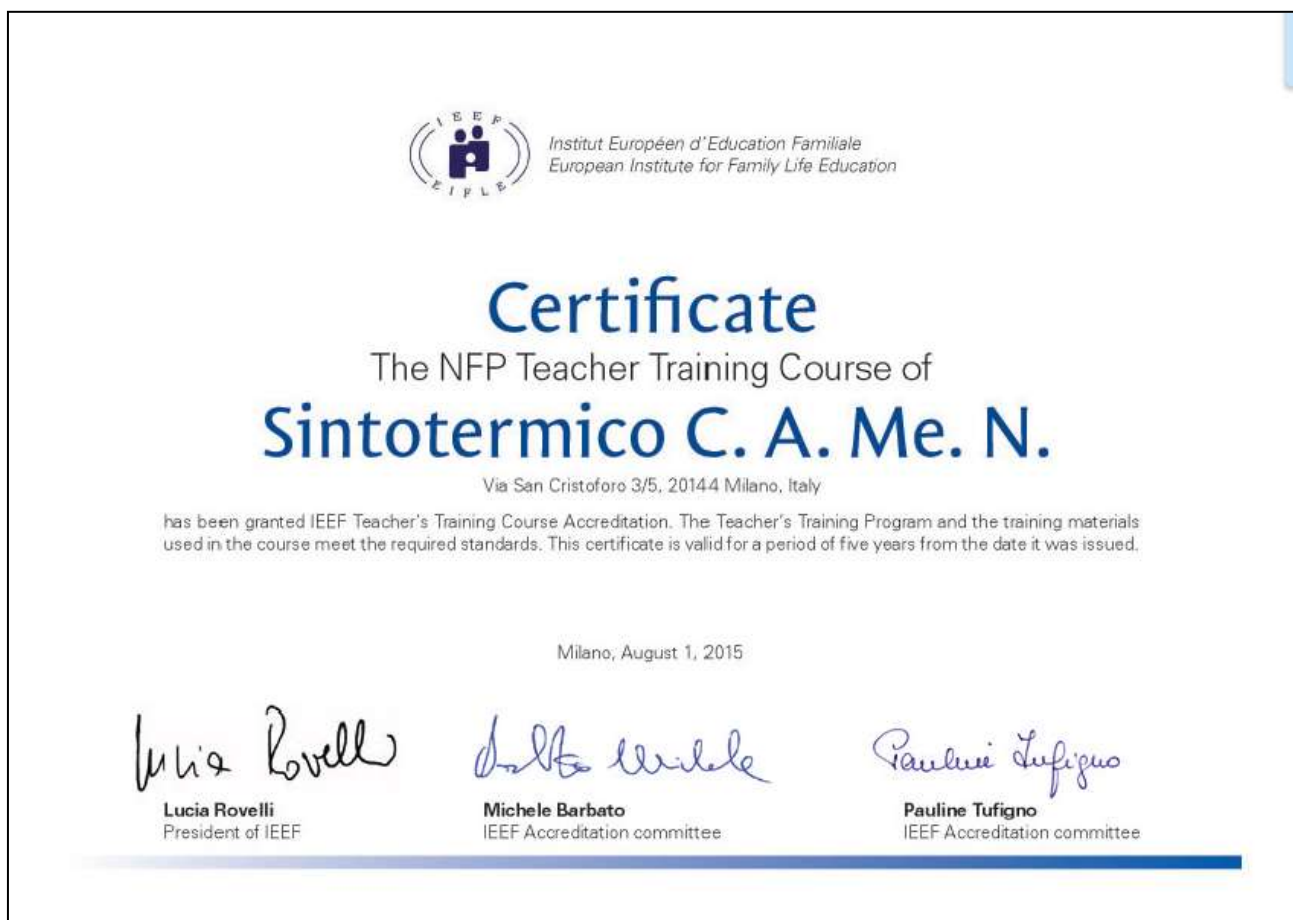 IEEF
EIFLE
Institut Européen d'Education Familiale
European Institute for Family Life Education
Certificate
The NFP Teacher Training Course of
Sintotermico C. A. Me. N.
Via San Cristoforo 3/5, 20144 Milano, Italy
has been granted IEEF Teacher's Training Course Accreditation. The Teacher's Training Program and the training materials
used in the course meet the required standards. This certificate is valid for a period of five years from the date it was issued.
Milano, August 1, 2015
Lucia Rovelli
Pauline Tufigno
Lucia Rovelli
President of IEEF
Michele Barbato
IEEF Accreditation committee
Pauline Tufigno
IEEF Accreditation committee